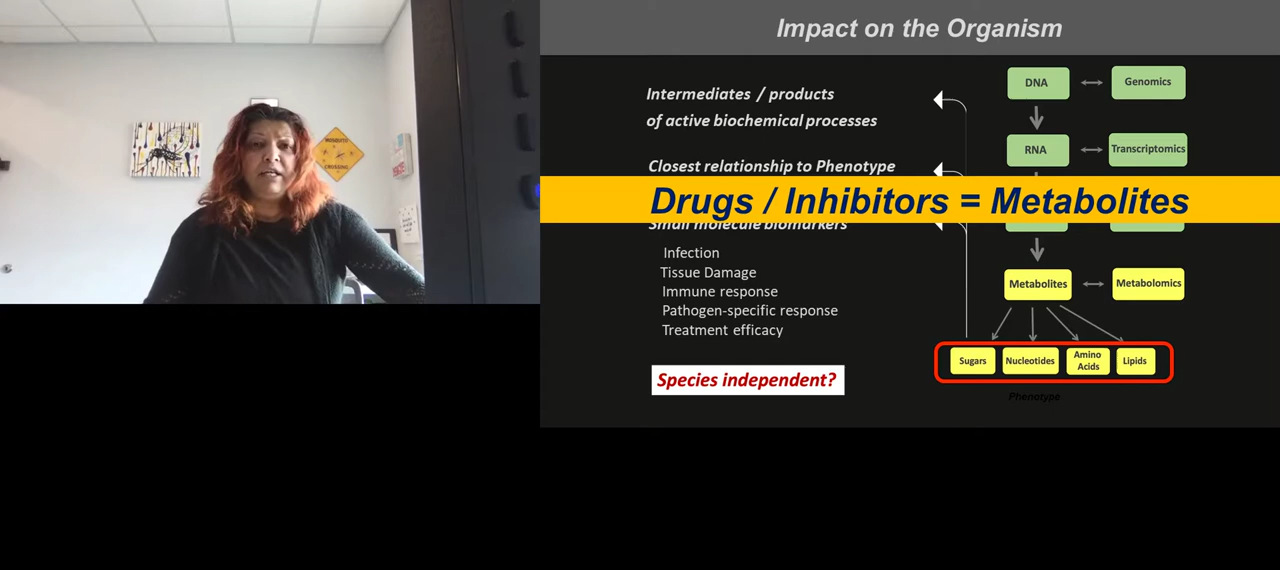 MOSQUITO
CROSSING
Impact on the Organism
Intermediates / products
of active biochemical processes
Closest relationship to Phenotype
Drugs / Inhibitors = Metabolites
Small molecule biomarkers
Infection
Tissue Damage
Immune response
Pathogen-specific response
Treatment efficacy
Species independent?
DNA
Genomics
RNA
Transcriptomics
Metabolites
Metabolomics
Sugars
Nucleotides
Amino
Acids
Lipids
Phenotype